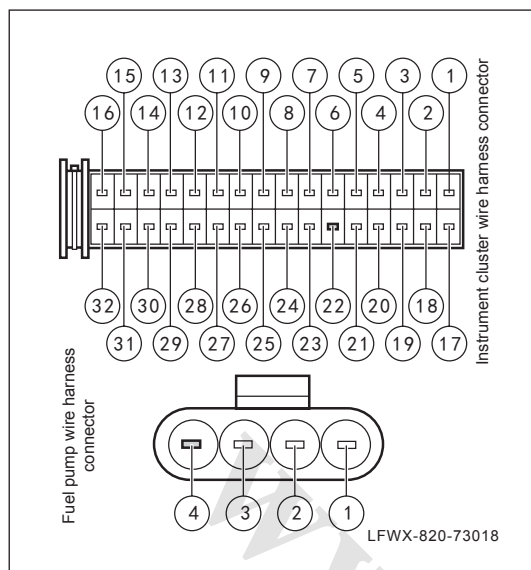 15 13 11 9 7 5 3 1
16 14 12 10 8 6 4 2
Instrument cluster wire harness connector
32 30 28 26 24 22 20 18
31 29 27 25 23 21 19 17
Fuel pump wire harness
connector
4 3 2 1
LFWX-820-73018